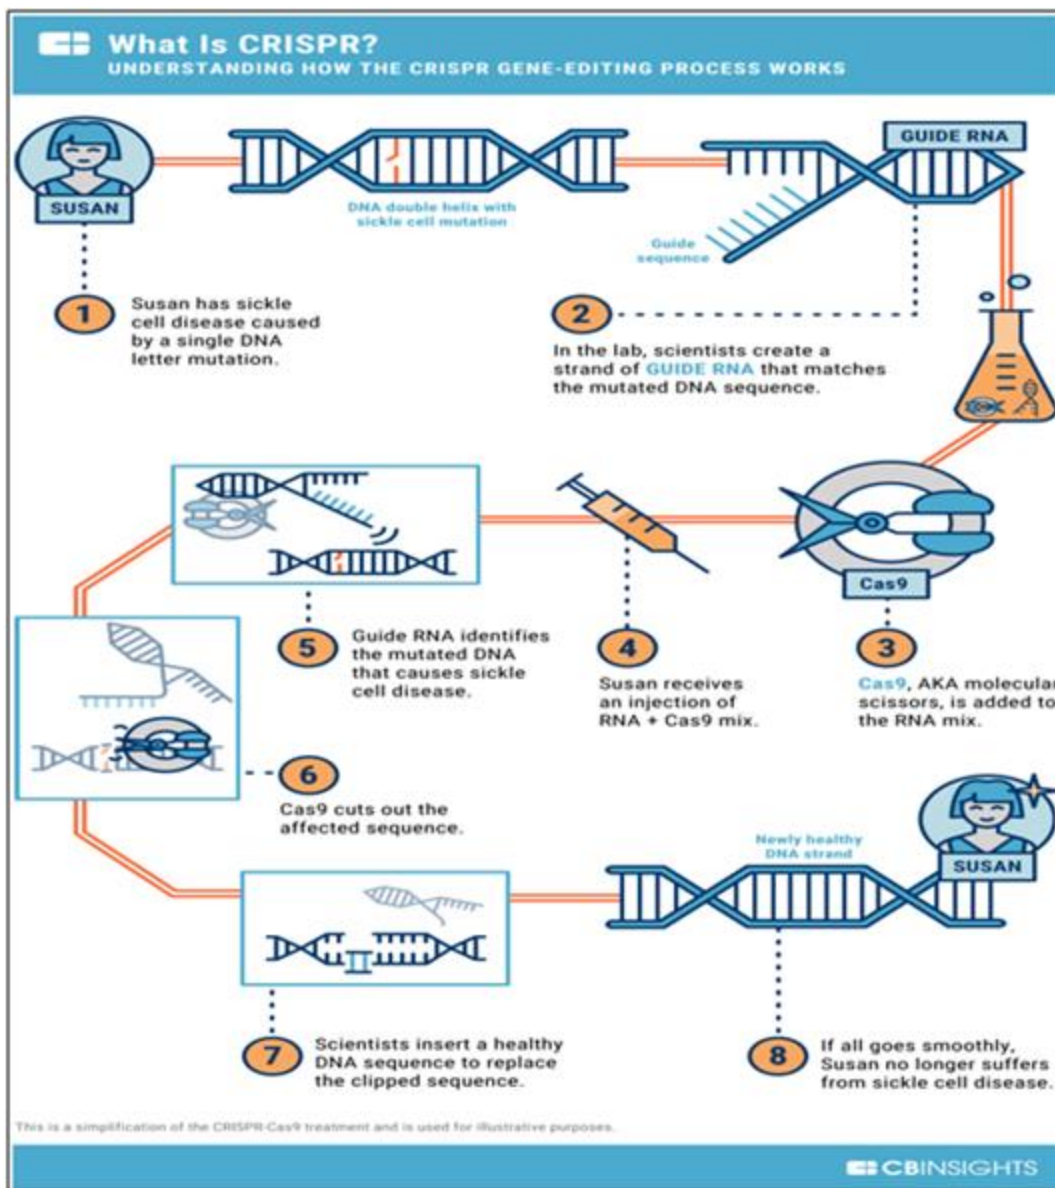 What Is CRISPR?
UNDERSTANDING HOW THE CRISPR GENE-EDITING PROCESS WORKS
SUSAN
DNA double helix with
sickle cell mutation
Guide
sequence
GUIDE RNA
1
Susan has sickle
cell disease caused
by a single DNA
letter mutation.
2
In the lab, scientists create a
strand of GUIDE RNA that matches
the mutated DNA sequence.
Cas9
3
Cas9, AKA molecular
scissors, is added to
the RNA mix.
4
Susan receives
an injection of
RNA + Cas9 mix.
5
Guide RNA identifies
the mutated DNA
that causes sickle
cell disease.
6
Cas9 cuts out the
affected sequence.
7
Scientists insert a healthy
DNA sequence to replace
the clipped sequence.
Newly healthy
DNA strand
SUSAN
8
If all goes smoothly,
Susan no longer suffers
from sickle cell disease.
This is a simplification of the CRISPR-Cas9 treatment and is used for illustrative purposes.
CBINSIGHTS